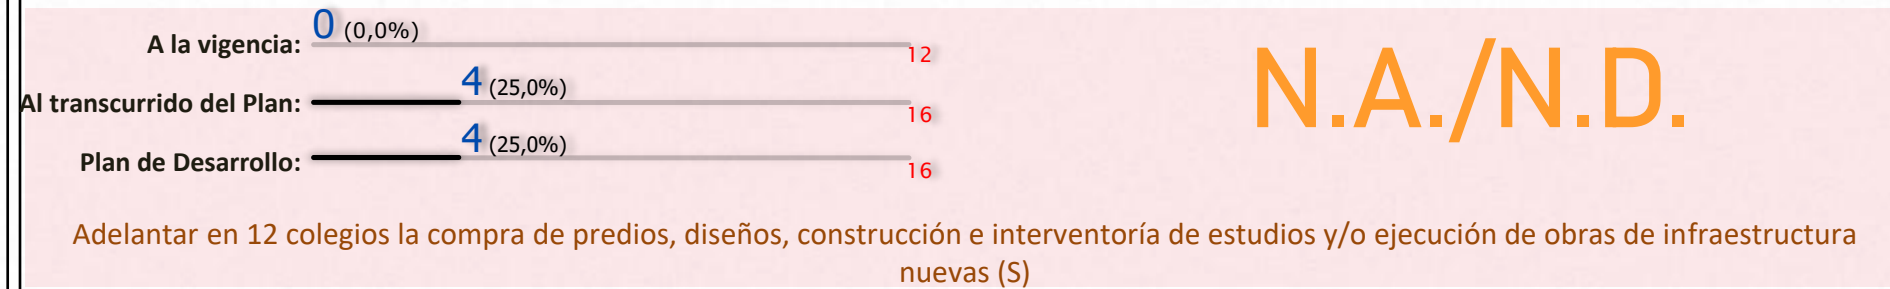 A la vigencia: 0 (0,0%) 12
Al transcurrido del Plan: 4 (25,0%) 16
Plan de Desarrollo: 4 (25,0%) 16
N.A./N.D.
Adelantar en 12 colegios la compra de predios, diseños, construcción e interventoría de estudios y/o ejecución de obras de infraestructura
nuevas (S)